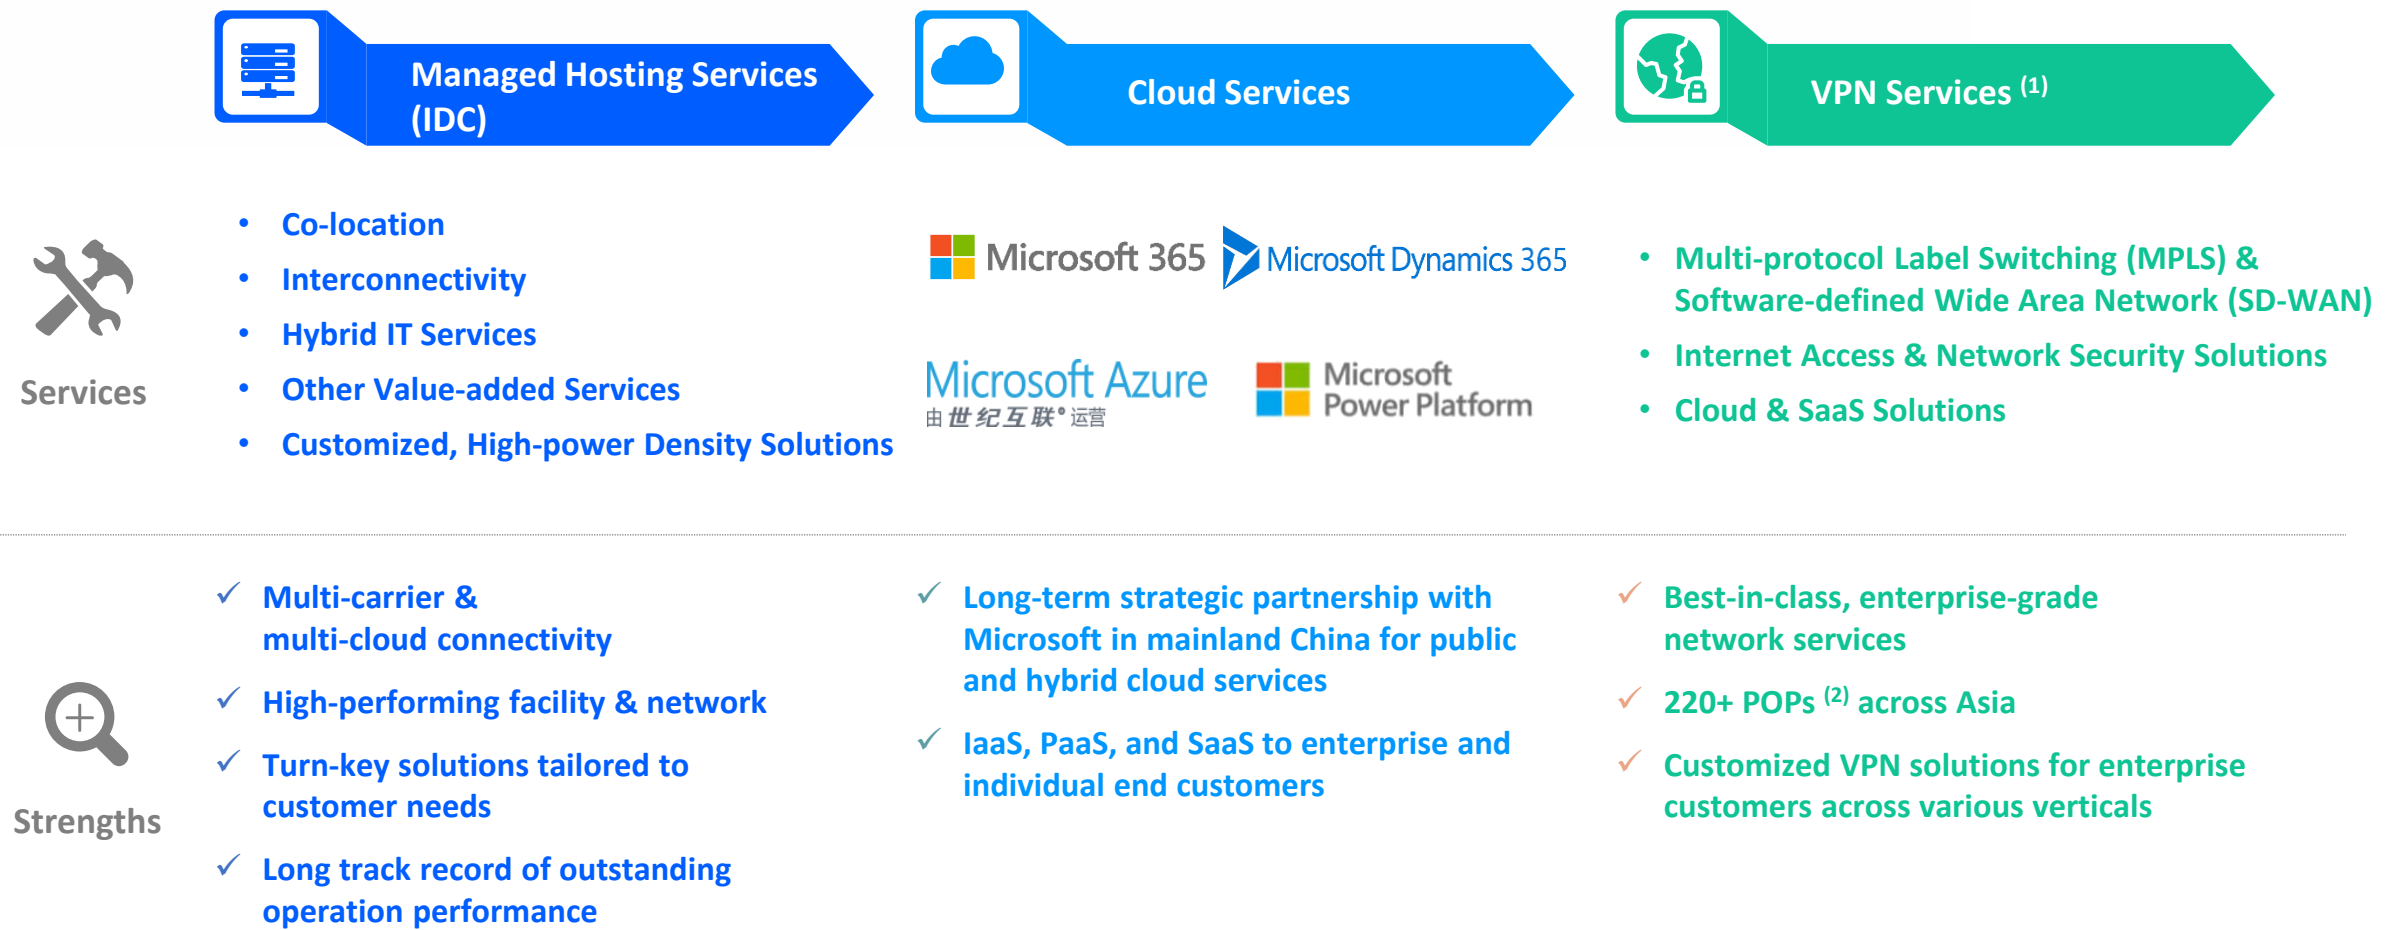 Managed Hosting Services
(IDC)
Cloud Services
VPN Services (1)
Services
• Co-location
• Interconnectivity
• Hybrid IT Services
• Other Value-added Services
• Customized, High-power Density Solutions
Microsoft 365
Microsoft Dynamics 365
Microsoft Azure
由世纪互联®运营
Microsoft
Power Platform
• Multi-protocol Label Switching (MPLS) &
Software-defined Wide Area Network (SD-WAN)
• Internet Access & Network Security Solutions
• Cloud & SaaS Solutions
Strengths
✓ Multi-carrier &
multi-cloud connectivity
✓ High-performing facility & network
✓ Turn-key solutions tailored to
customer needs
✓ Long track record of outstanding
operation performance
✓ Long-term strategic partnership with
Microsoft in mainland China for public
and hybrid cloud services
✓ IaaS, PaaS, and SaaS to enterprise and
individual end customers
✓ Best-in-class, enterprise-grade
network services
✓ 220+ POPs (2) across Asia
✓ Customized VPN solutions for enterprise
customers across various verticals